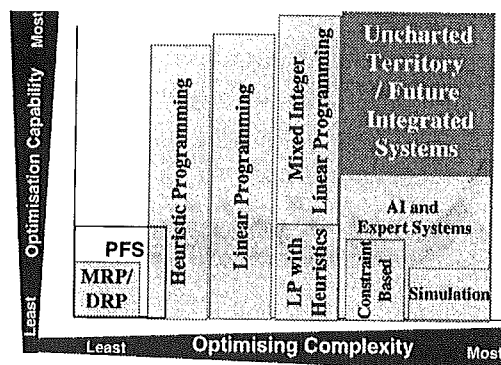 Most
Optimisation Capability
Least
PFS
MRP/
DRP
Heuristic Programming
Linear Programming
Mixed Integer
Linear Programming
LP with
Heuristics
Uncharted
Territory
/ Future
Integrated
Systems
AI and
Expert Systems
Constraint
Based
Simulation
Least
Optimising Complexity
Most